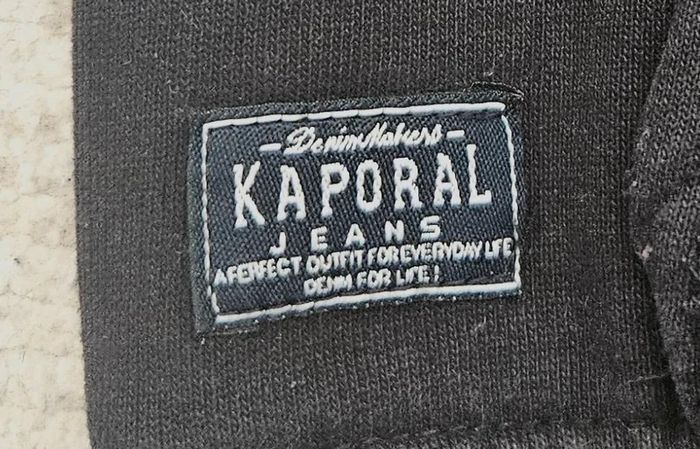 - Denim Makers -
KAPORAL
JEANS
A PERFECT OUTFIT FOR EVERYDAY LIFE
DENIM FOR LIFE!